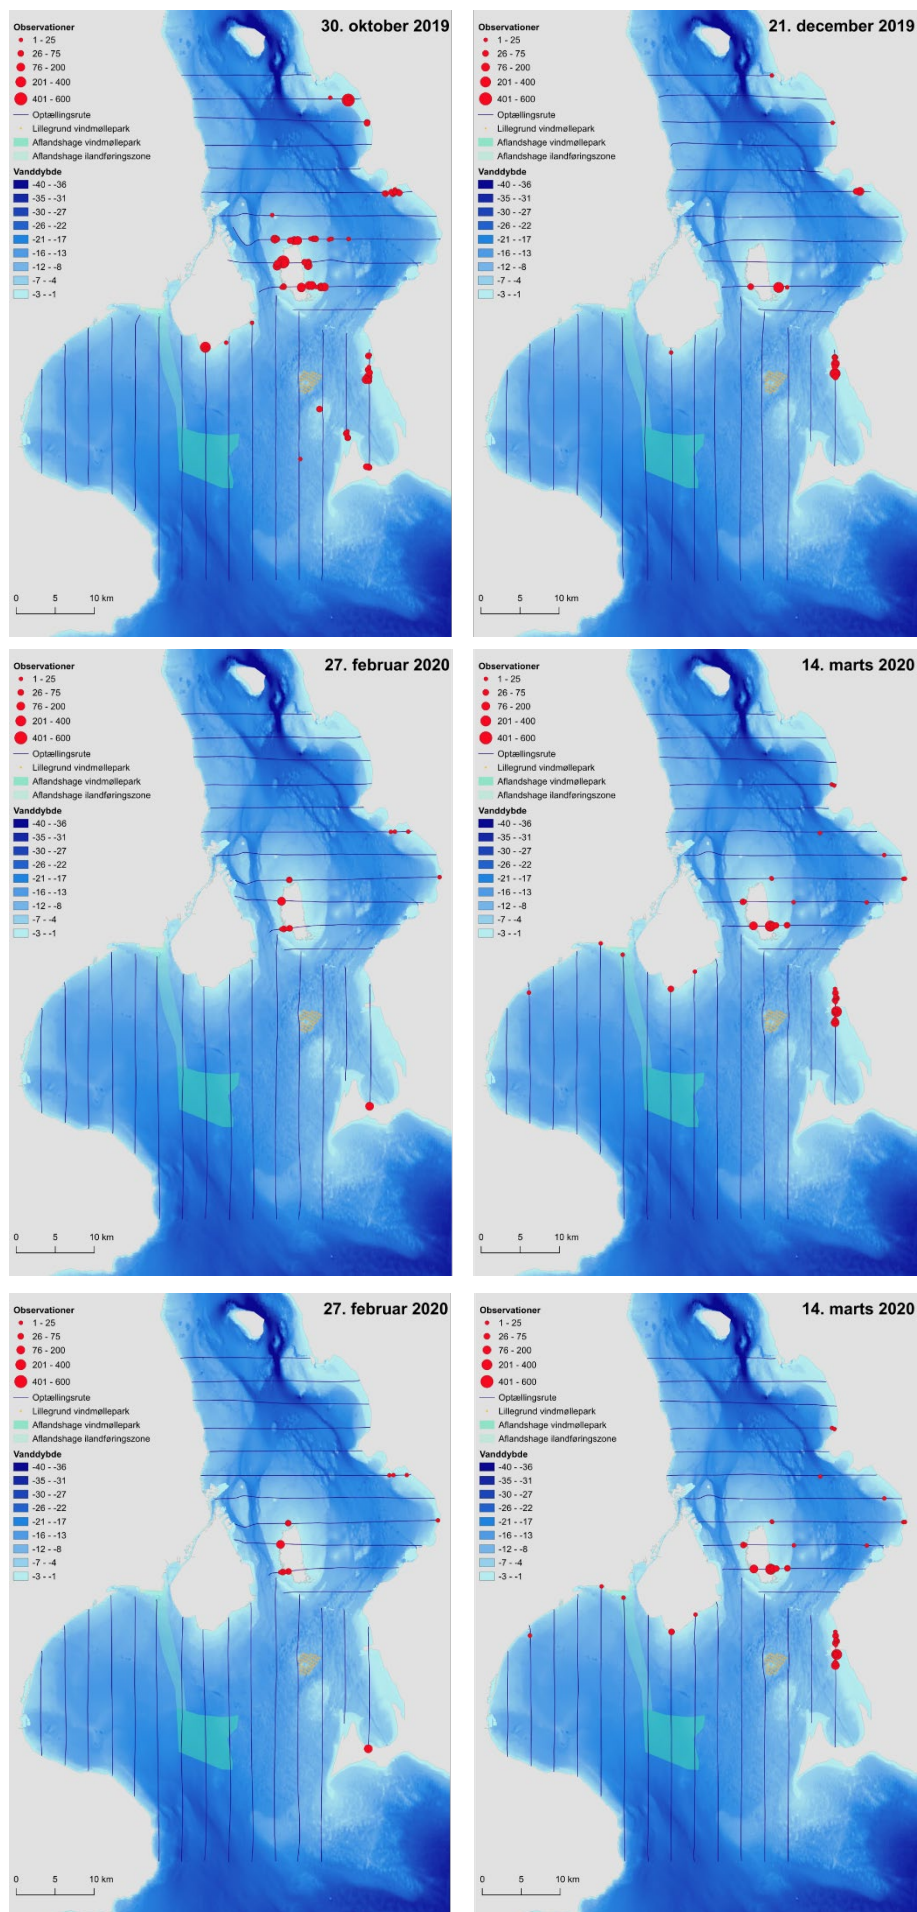 30. oktober 2019
Observationer
1 - 25
26 - 75
76 - 200
201 - 400
401 - 600
Optællingsrute
Lillegrund vindmøllepark
Aflandshage vindmøllepark
Aflandshage ilandføringszone
Vanddybde
-40 - -36
-35 - -31
-30 - -27
-26 - -22
-21 - -17
-16 - -13
-12 - -8
-7 - -4
-3 - -1
0 5 10 km
21. december 2019
Observationer
1 - 25
26 - 75
76 - 200
201 - 400
401 - 600
Optællingsrute
Lillegrund vindmøllepark
Aflandshage vindmøllepark
Aflandshage ilandføringszone
Vanddybde
-40 - -36
-35 - -31
-30 - -27
-26 - -22
-21 - -17
-16 - -13
-12 - -8
-7 - -4
-3 - -1
0 5 10 km
27. februar 2020
Observationer
1 - 25
26 - 75
76 - 200
201 - 400
401 - 600
Optællingsrute
Lillegrund vindmøllepark
Aflandshage vindmøllepark
Aflandshage ilandføringszone
Vanddybde
-40 - -36
-35 - -31
-30 - -27
-26 - -22
-21 - -17
-16 - -13
-12 - -8
-7 - -4
-3 - -1
0 5 10 km
14. marts 2020
Observationer
1 - 25
26 - 75
76 - 200
201 - 400
401 - 600
Optællingsrute
Lillegrund vindmøllepark
Aflandshage vindmøllepark
Aflandshage ilandføringszone
Vanddybde
-40 - -36
-35 - -31
-30 - -27
-26 - -22
-21 - -17
-16 - -13
-12 - -8
-7 - -4
-3 - -1
0 5 10 km
27. februar 2020
Observationer
1 - 25
26 - 75
76 - 200
201 - 400
401 - 600
Optællingsrute
Lillegrund vindmøllepark
Aflandshage vindmøllepark
Aflandshage ilandføringszone
Vanddybde
-40 - -36
-35 - -31
-30 - -27
-26 - -22
-21 - -17
-16 - -13
-12 - -8
-7 - -4
-3 - -1
0 5 10 km
14. marts 2020
Observationer
1 - 25
26 - 75
76 - 200
201 - 400
401 - 600
Optællingsrute
Lillegrund vindmøllepark
Aflandshage vindmøllepark
Aflandshage ilandføringszone
Vanddybde
-40 - -36
-35 - -31
-30 - -27
-26 - -22
-21 - -17
-16 - -13
-12 - -8
-7 - -4
-3 - -1
0 5 10 km